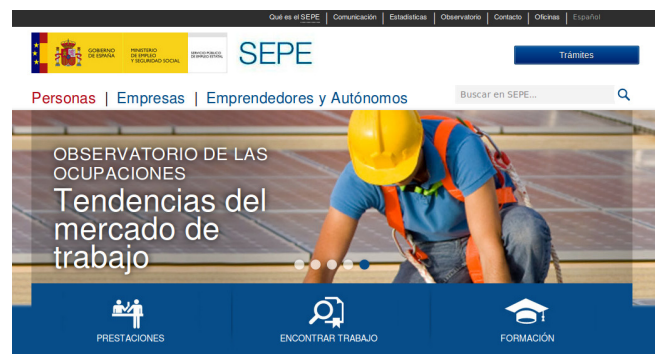 Qué es el SEPE | Comunicación | Estadísticas | Observatorio | Contacto | Oficinas | Español
GOBIERNO DE ESPAÑA
MINISTERIO DE EMPLEO Y SEGURIDAD SOCIAL
SERVICIO PÚBLICO DE EMPLEO ESTATAL
SEPE
Trámites
Personas | Empresas | Emprendedores y Autónomos
Buscar en SEPE...
OBSERVATORIO DE LAS
OCUPACIONES
Tendencias del
mercado de
trabajo
PRESTACIONES
ENCONTRAR TRABAJO
FORMACIÓN